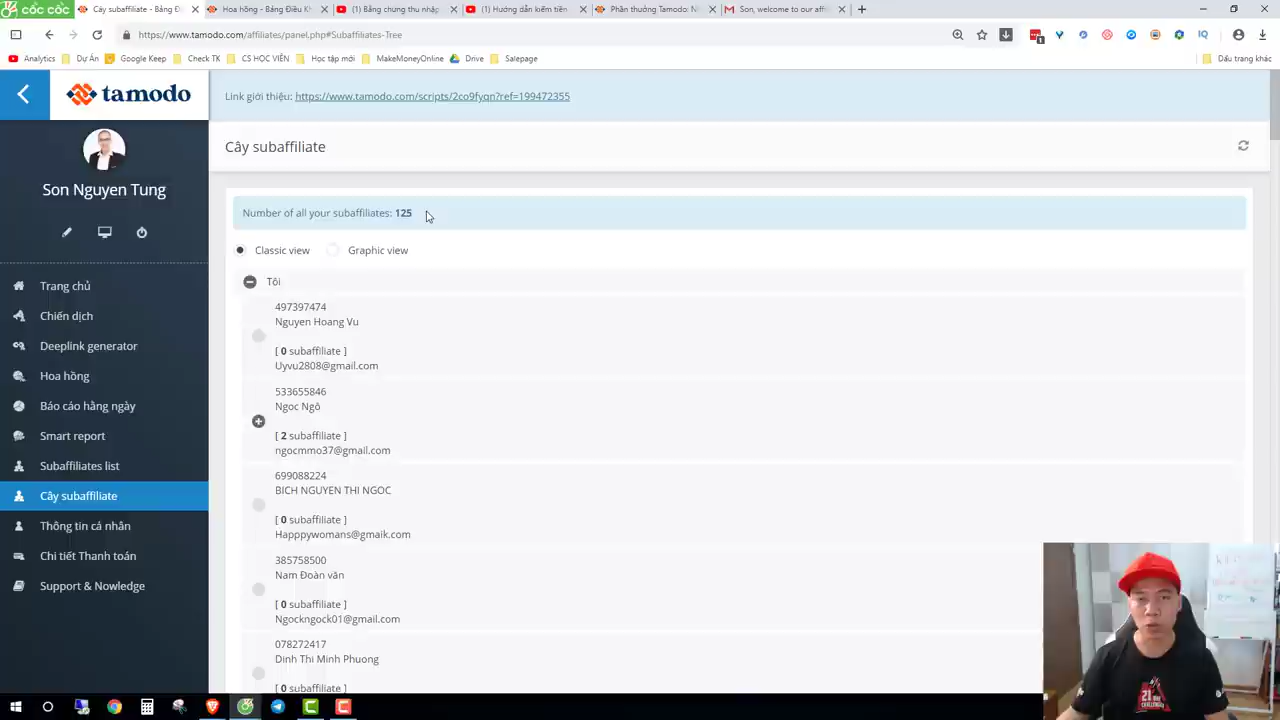 cốc cốc
Cây subaffiliate - Bảng Đi
Hoa hồng - Bảng Điều Kh
(1) Bằng chứng thu nhập
(1) Hướng dẫn kiếm tiền
Phần thưởng Tamodo: N
Son, welcome to our affi
https://www.tamodo.com/affiliates/panel.php#Subaffiliates-Tree
Analytics
Dự Án
Google Keep
Check TK
CS HỌC VIÊN
Học tập mới
MakeMoneyOnline
Drive
Salepage
Dấu trang khác
tamodo
Link giới thiệu: https://www.tamodo.com/scripts/2co9fyqn?ref=199472355
Cây subaffiliate
Son Nguyen Tung
Number of all your subaffiliates: 125
Classic view
Graphic view
Trang chủ
Chiến dịch
Deeplink generator
Hoa hồng
Báo cáo hằng ngày
Smart report
Subaffiliates list
Cây subaffiliate
Thông tin cá nhân
Chi tiết Thanh toán
Support & Nowledge
Tôi
497397474
Nguyen Hoang Vu
[ 0 subaffiliate ]
Uyvu2808@gmail.com
533655846
Ngoc Ngô
[ 2 subaffiliate ]
ngocmmo37@gmail.com
699088224
BICH NGUYEN THI NGOC
[ 0 subaffiliate ]
Happpywomans@gmaik.com
385758500
Nam Đoàn văn
[ 0 subaffiliate ]
Ngockngock01@gmail.com
078272417
Dinh Thi Minh Phuong
[ 0 subaffiliate ]